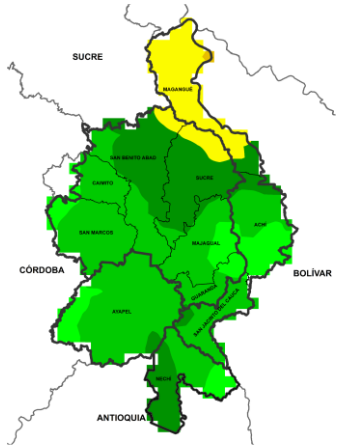 SUCRE
MAGANGUÉ
SAN BENITO ABAD
SUCRE
CAIMITO
ACHÍ
SAN MARCOS
MAJAGUAL
CÓRDOBA
BOLÍVAR
GUARANDA
SAN JACINTO DEL CAUCA
AYAPEL
NECHÍ
ANTIOQUIA